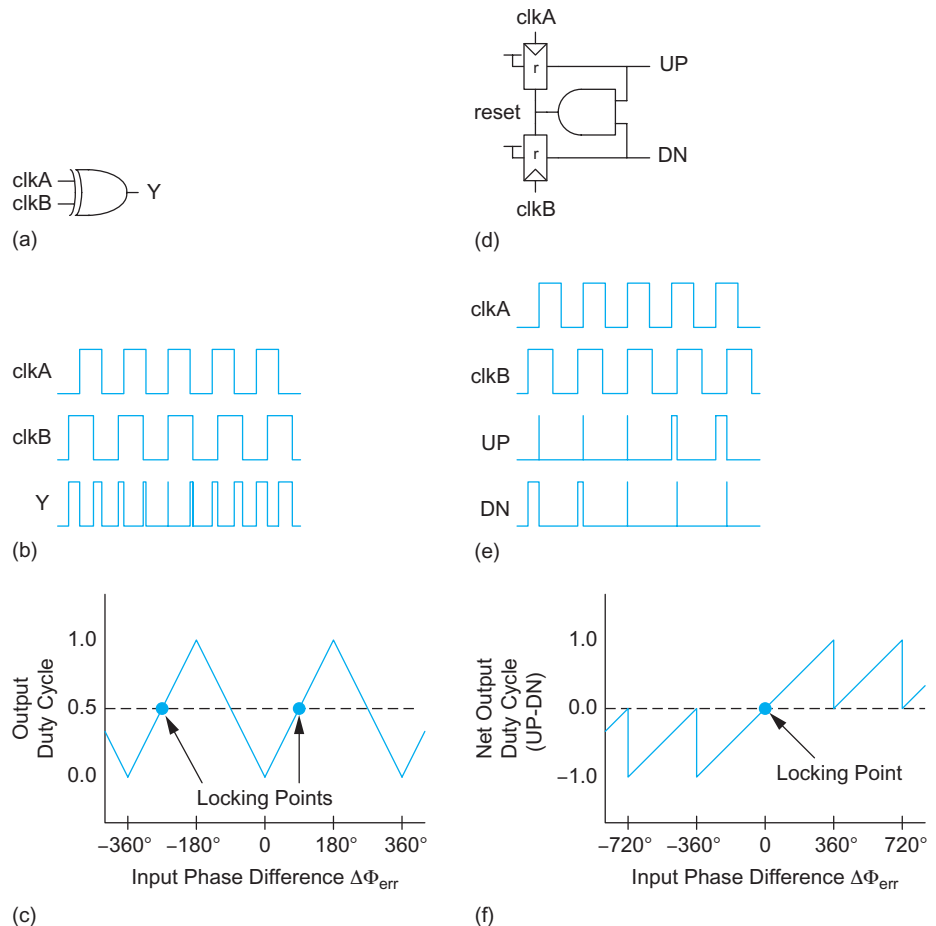 clkA
clkB
Y
(a)
clkA
clkB
Y
(b)
1.0
0.5
0.0
Output
Duty Cycle
Locking Points
−360°
−180°
0
180°
360°
Input Phase Difference ΔΦerr
(c)
clkA
r
UP
reset
r
DN
clkB
(d)
clkA
clkB
UP
DN
(e)
1.0
0.0
−1.0
Net Output
Duty Cycle
(UP-DN)
Locking Point
−720°
−360°
0
360°
720°
Input Phase Difference ΔΦerr
(f)